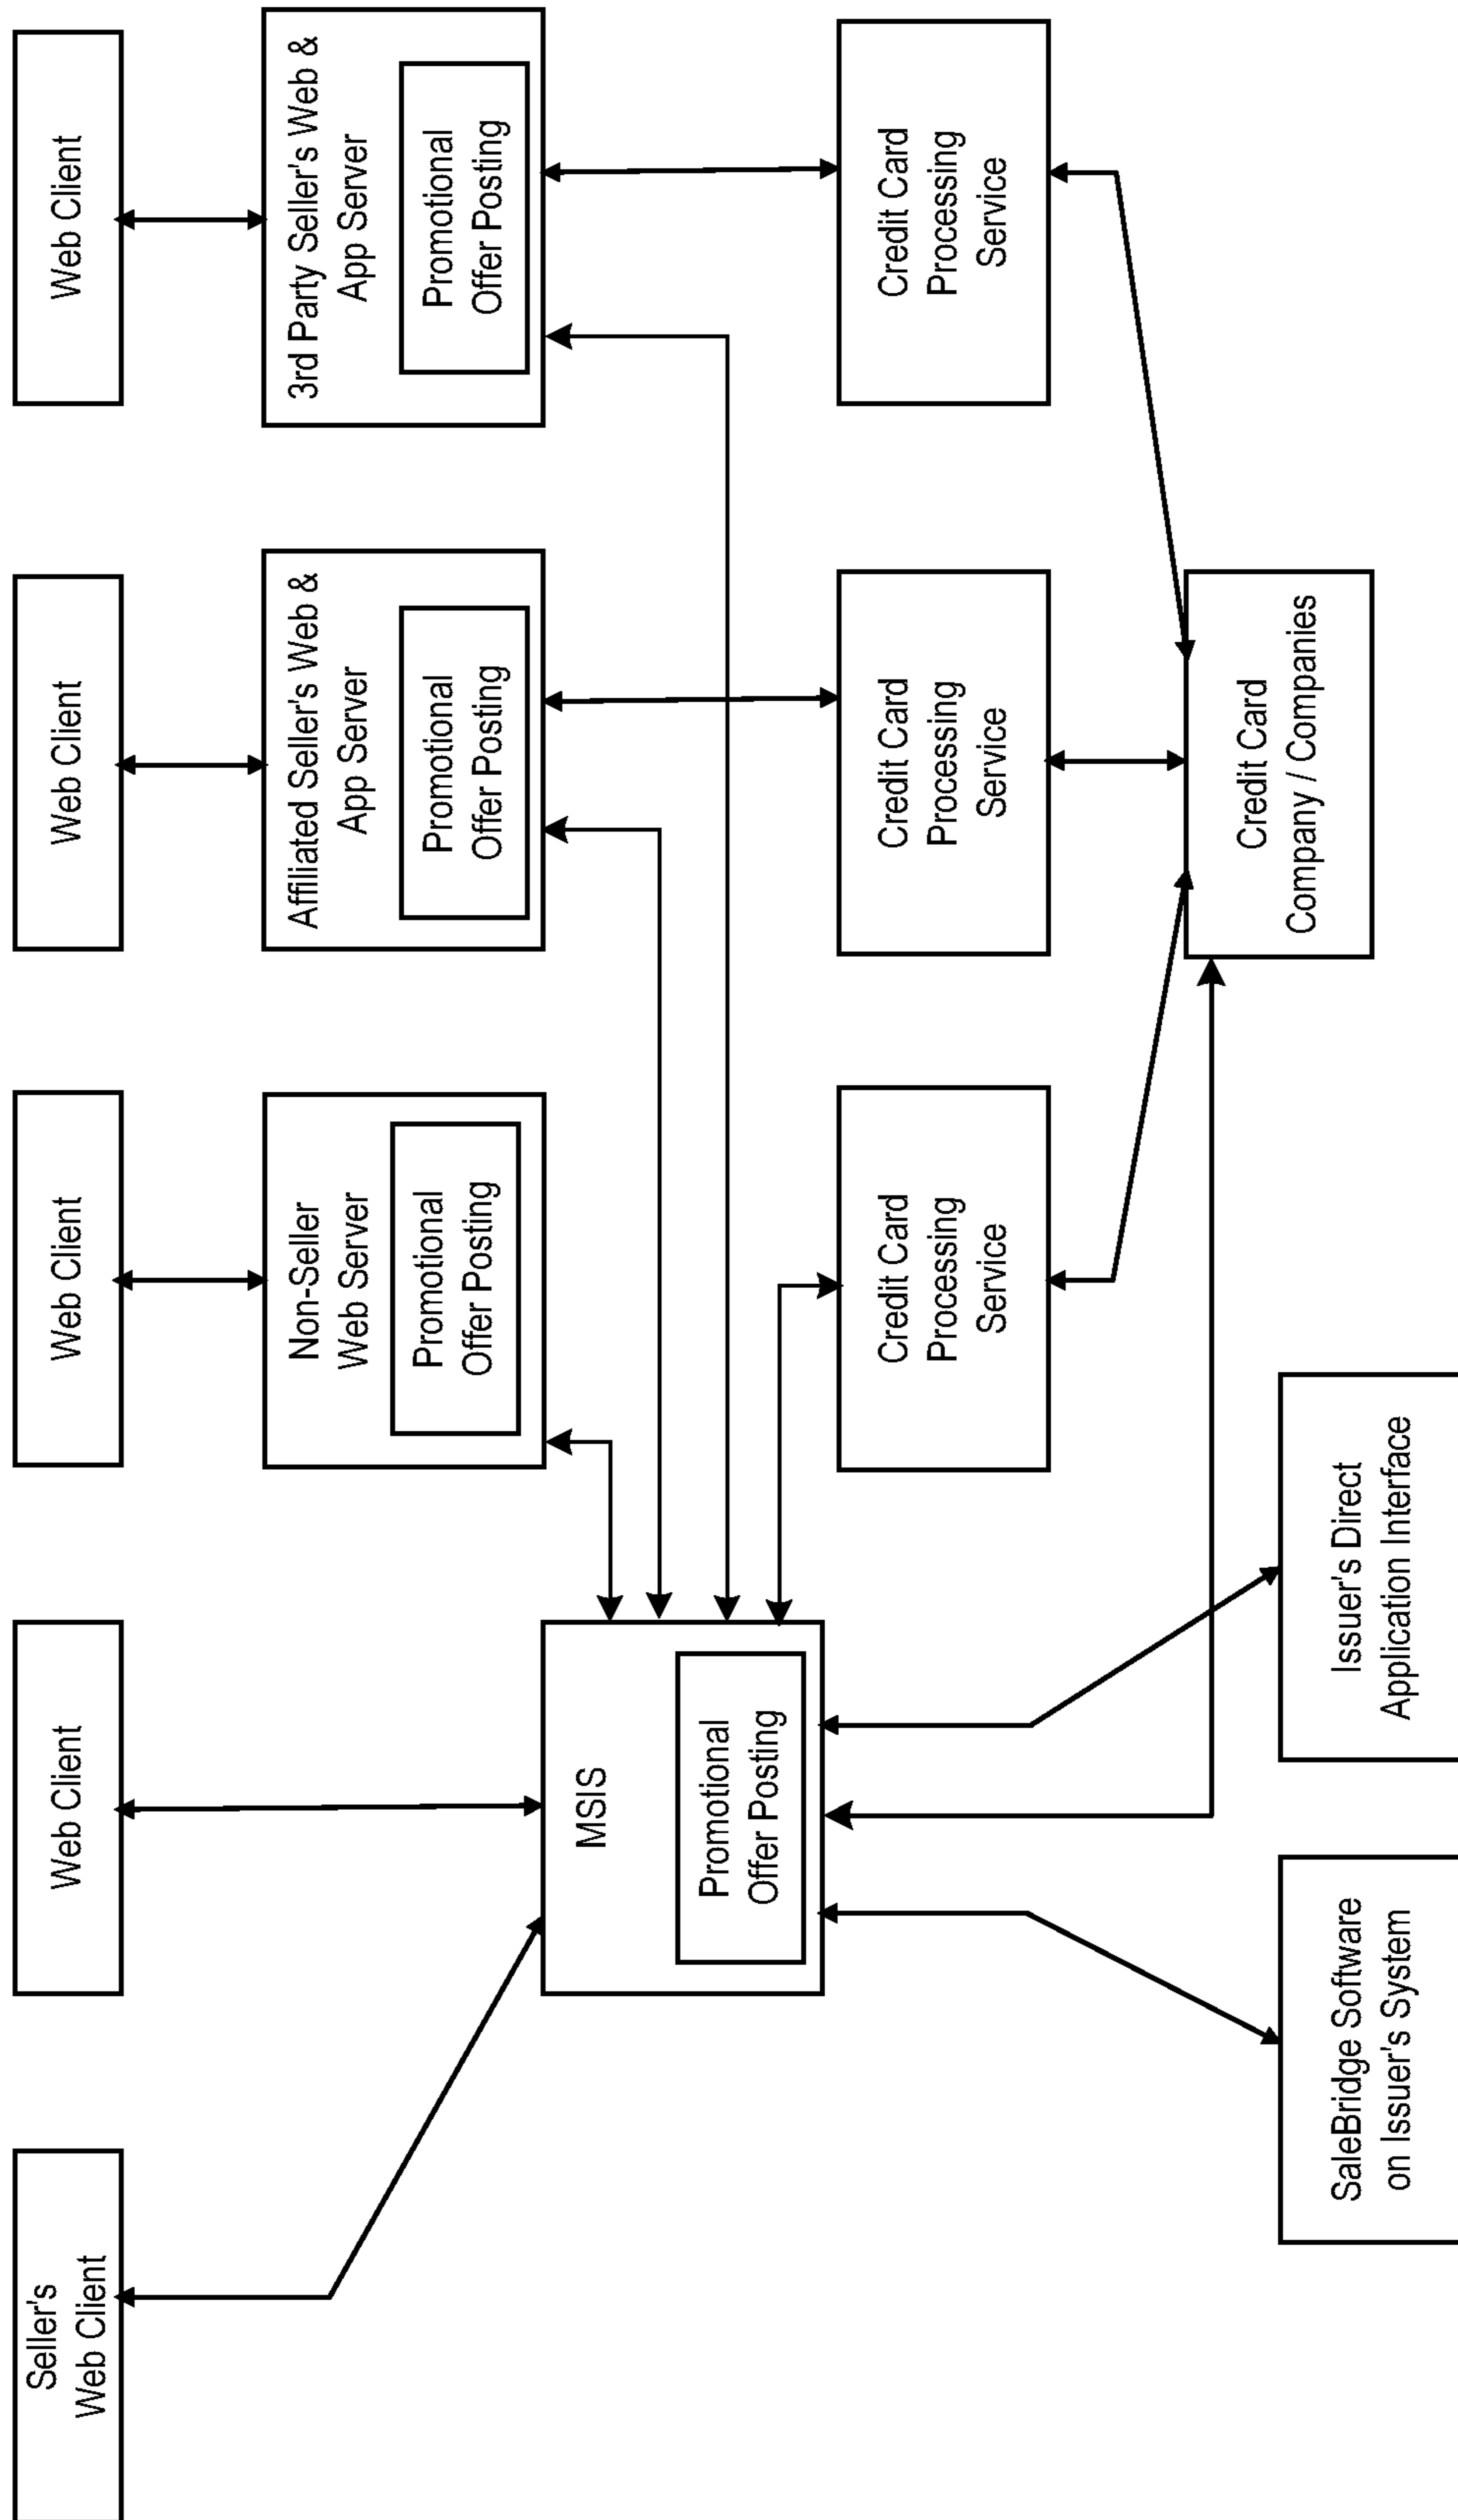 Seller's
Web Client
Web Client
Web Client
Web Client
Web Client
Non-Seller
Web Server
Promotional
Offer Posting
Affiliated Seller's Web &
App Server
Promotional
Offer Posting
3rd Party Seller's Web &
App Server
Promotional
Offer Posting
MSIS
Promotional
Offer Posting
Credit Card
Processing
Service
Credit Card
Processing
Service
Credit Card
Processing
Service
Credit Card
Company / Companies
SaleBridge Software
on Issuer's System
Issuer's Direct
Application Interface